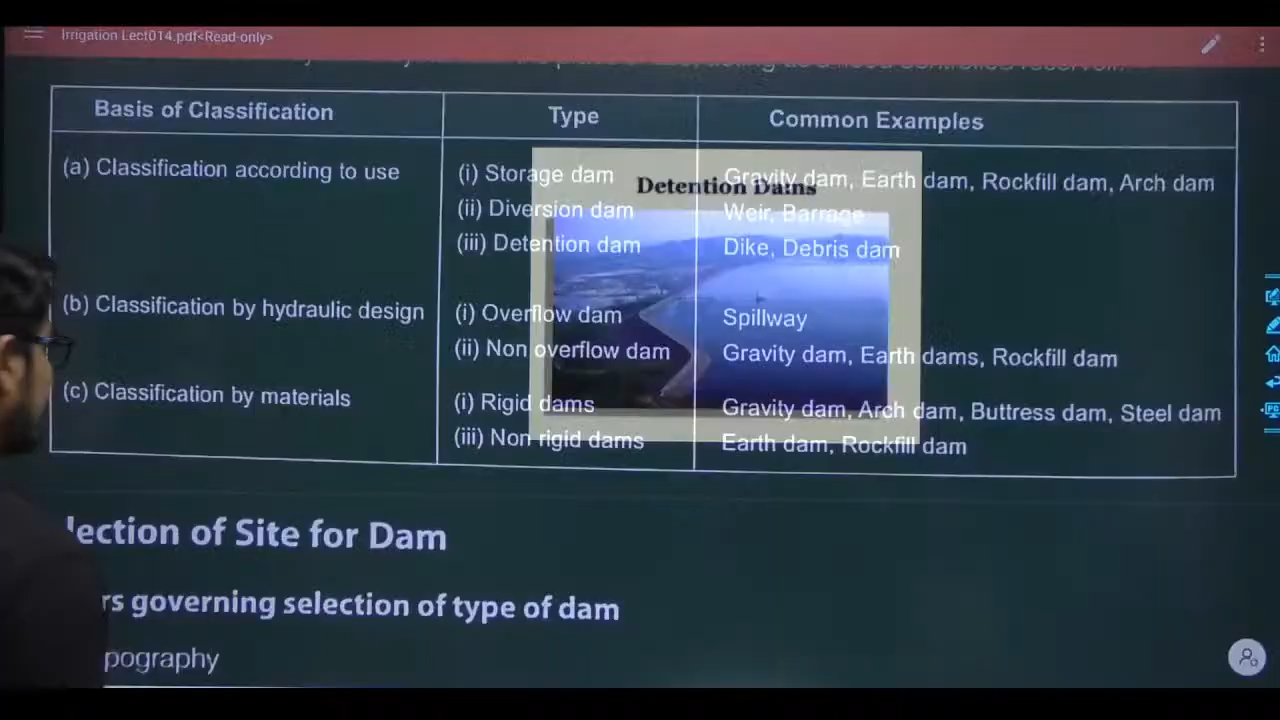 Irrigation Lect014.pdf<Read-only>
Basis of Classification Type Common Examples
(a) Classification according to use (i) Storage dam Gravity dam, Earth dam, Rockfill dam, Arch dam
Detention Dams
(ii) Diversion dam Weir, Barrage
(iii) Detention dam Dike, Debris dam
(b) Classification by hydraulic design (i) Overflow dam Spillway
(ii) Non overflow dam Gravity dam, Earth dams, Rockfill dam
(c) Classification by materials (i) Rigid dams Gravity dam, Arch dam, Buttress dam, Steel dam
(iii) Non rigid dams Earth dam, Rockfill dam
lection of Site for Dam
rs governing selection of type of dam
pography